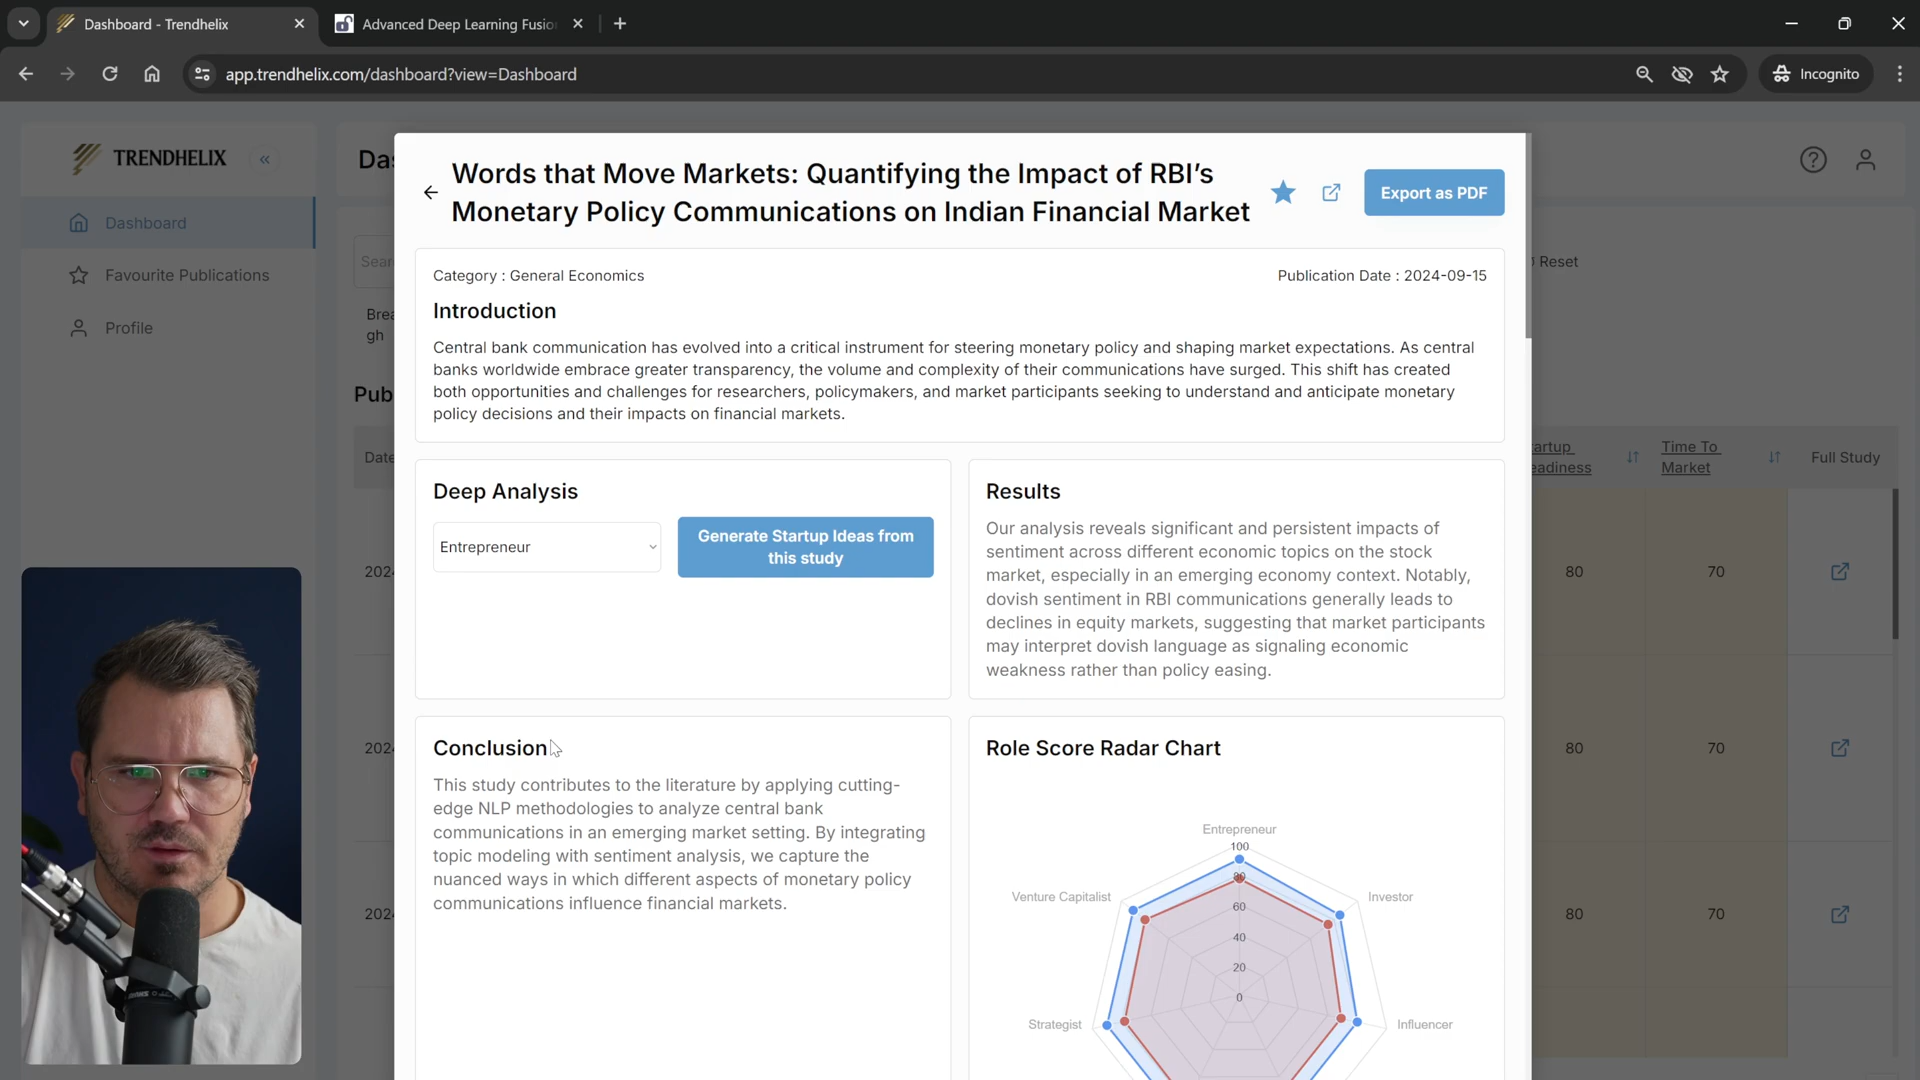 Dashboard - Trendhelix
Advanced Deep Learning Fusio
app.trendhelix.com/dashboard?view=Dashboard
Incognito
TRENDHELIX
Das
Dashboard
Favourite Publications
Profile
Sear
Reset
Brea
gh
Pub
Date
artup
eadiness
Time To
Market
Full Study
202
80
70
202
80
70
202
80
70
Words that Move Markets: Quantifying the Impact of RBI's
Monetary Policy Communications on Indian Financial Market
Export as PDF
Category : General Economics
Publication Date : 2024-09-15
Introduction
Central bank communication has evolved into a critical instrument for steering monetary policy and shaping market expectations. As central
banks worldwide embrace greater transparency, the volume and complexity of their communications have surged. This shift has created
both opportunities and challenges for researchers, policymakers, and market participants seeking to understand and anticipate monetary
policy decisions and their impacts on financial markets.
Deep Analysis
Entrepreneur
Generate Startup Ideas from
this study
Results
Our analysis reveals significant and persistent impacts of
sentiment across different economic topics on the stock
market, especially in an emerging economy context. Notably,
dovish sentiment in RBI communications generally leads to
declines in equity markets, suggesting that market participants
may interpret dovish language as signaling economic
weakness rather than policy easing.
Conclusion
This study contributes to the literature by applying cutting-
edge NLP methodologies to analyze central bank
communications in an emerging market setting. By integrating
topic modeling with sentiment analysis, we capture the
nuanced ways in which different aspects of monetary policy
communications influence financial markets.
Role Score Radar Chart
Entrepreneur
100
80
60
40
20
0
Venture Capitalist
Investor
Strategist
Influencer